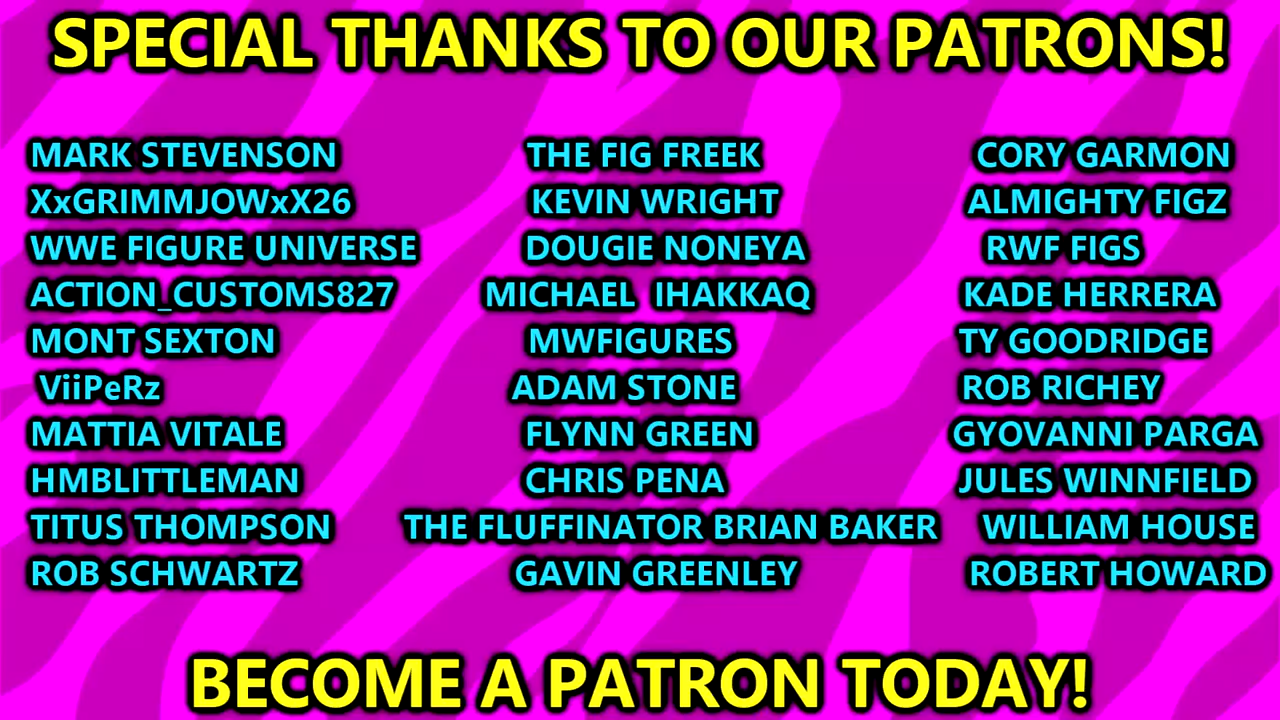 SPECIAL THANKS TO OUR PATRONS!
MARK STEVENSON THE FIG FREEK CORY GARMON
XxGRIMMJOWxX26 KEVIN WRIGHT ALMIGHTY FIGZ
WWE FIGURE UNIVERSE DOUGIE NONEYA RWF FIGS
ACTION_CUSTOMS827 MICHAEL IHAKKAQ KADE HERRERA
MONT SEXTON MWFIGURES TY GOODRIDGE
ViiPeRz ADAM STONE ROB RICHEY
MATTIA VITALE FLYNN GREEN GYOVANNI PARGA
HMBLITTLEMAN CHRIS PENA JULES WINNFIELD
TITUS THOMPSON THE FLUFFINATOR BRIAN BAKER WILLIAM HOUSE
ROB SCHWARTZ GAVIN GREENLEY ROBERT HOWARD
BECOME A PATRON TODAY!